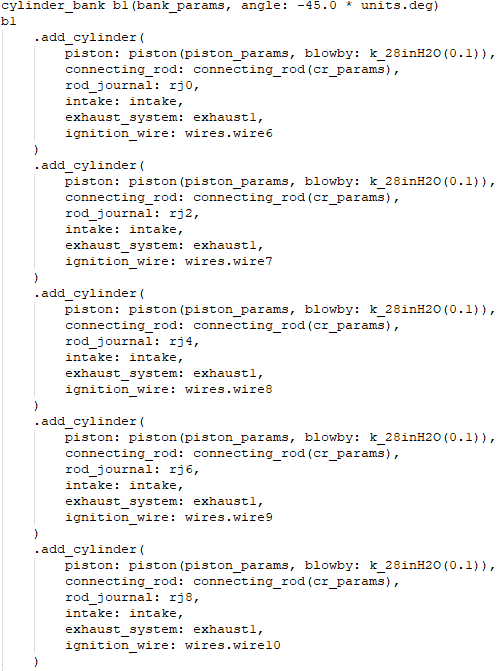 cylinder_bank b1(bank_params, angle: -45.0 * units.deg)
b1
    .add_cylinder(
        piston: piston(piston_params, blowby: k_28inH2O(0.1)),
        connecting_rod: connecting_rod(cr_params),
        rod_journal: rj0,
        intake: intake,
        exhaust_system: exhaust1,
        ignition_wire: wires.wire6
    )
    .add_cylinder(
        piston: piston(piston_params, blowby: k_28inH2O(0.1)),
        connecting_rod: connecting_rod(cr_params),
        rod_journal: rj2,
        intake: intake,
        exhaust_system: exhaust1,
        ignition_wire: wires.wire7
    )
    .add_cylinder(
        piston: piston(piston_params, blowby: k_28inH2O(0.1)),
        connecting_rod: connecting_rod(cr_params),
        rod_journal: rj4,
        intake: intake,
        exhaust_system: exhaust1,
        ignition_wire: wires.wire8
    )
    .add_cylinder(
        piston: piston(piston_params, blowby: k_28inH2O(0.1)),
        connecting_rod: connecting_rod(cr_params),
        rod_journal: rj6,
        intake: intake,
        exhaust_system: exhaust1,
        ignition_wire: wires.wire9
    )
    .add_cylinder(
        piston: piston(piston_params, blowby: k_28inH2O(0.1)),
        connecting_rod: connecting_rod(cr_params),
        rod_journal: rj8,
        intake: intake,
        exhaust_system: exhaust1,
        ignition_wire: wires.wire10
    )